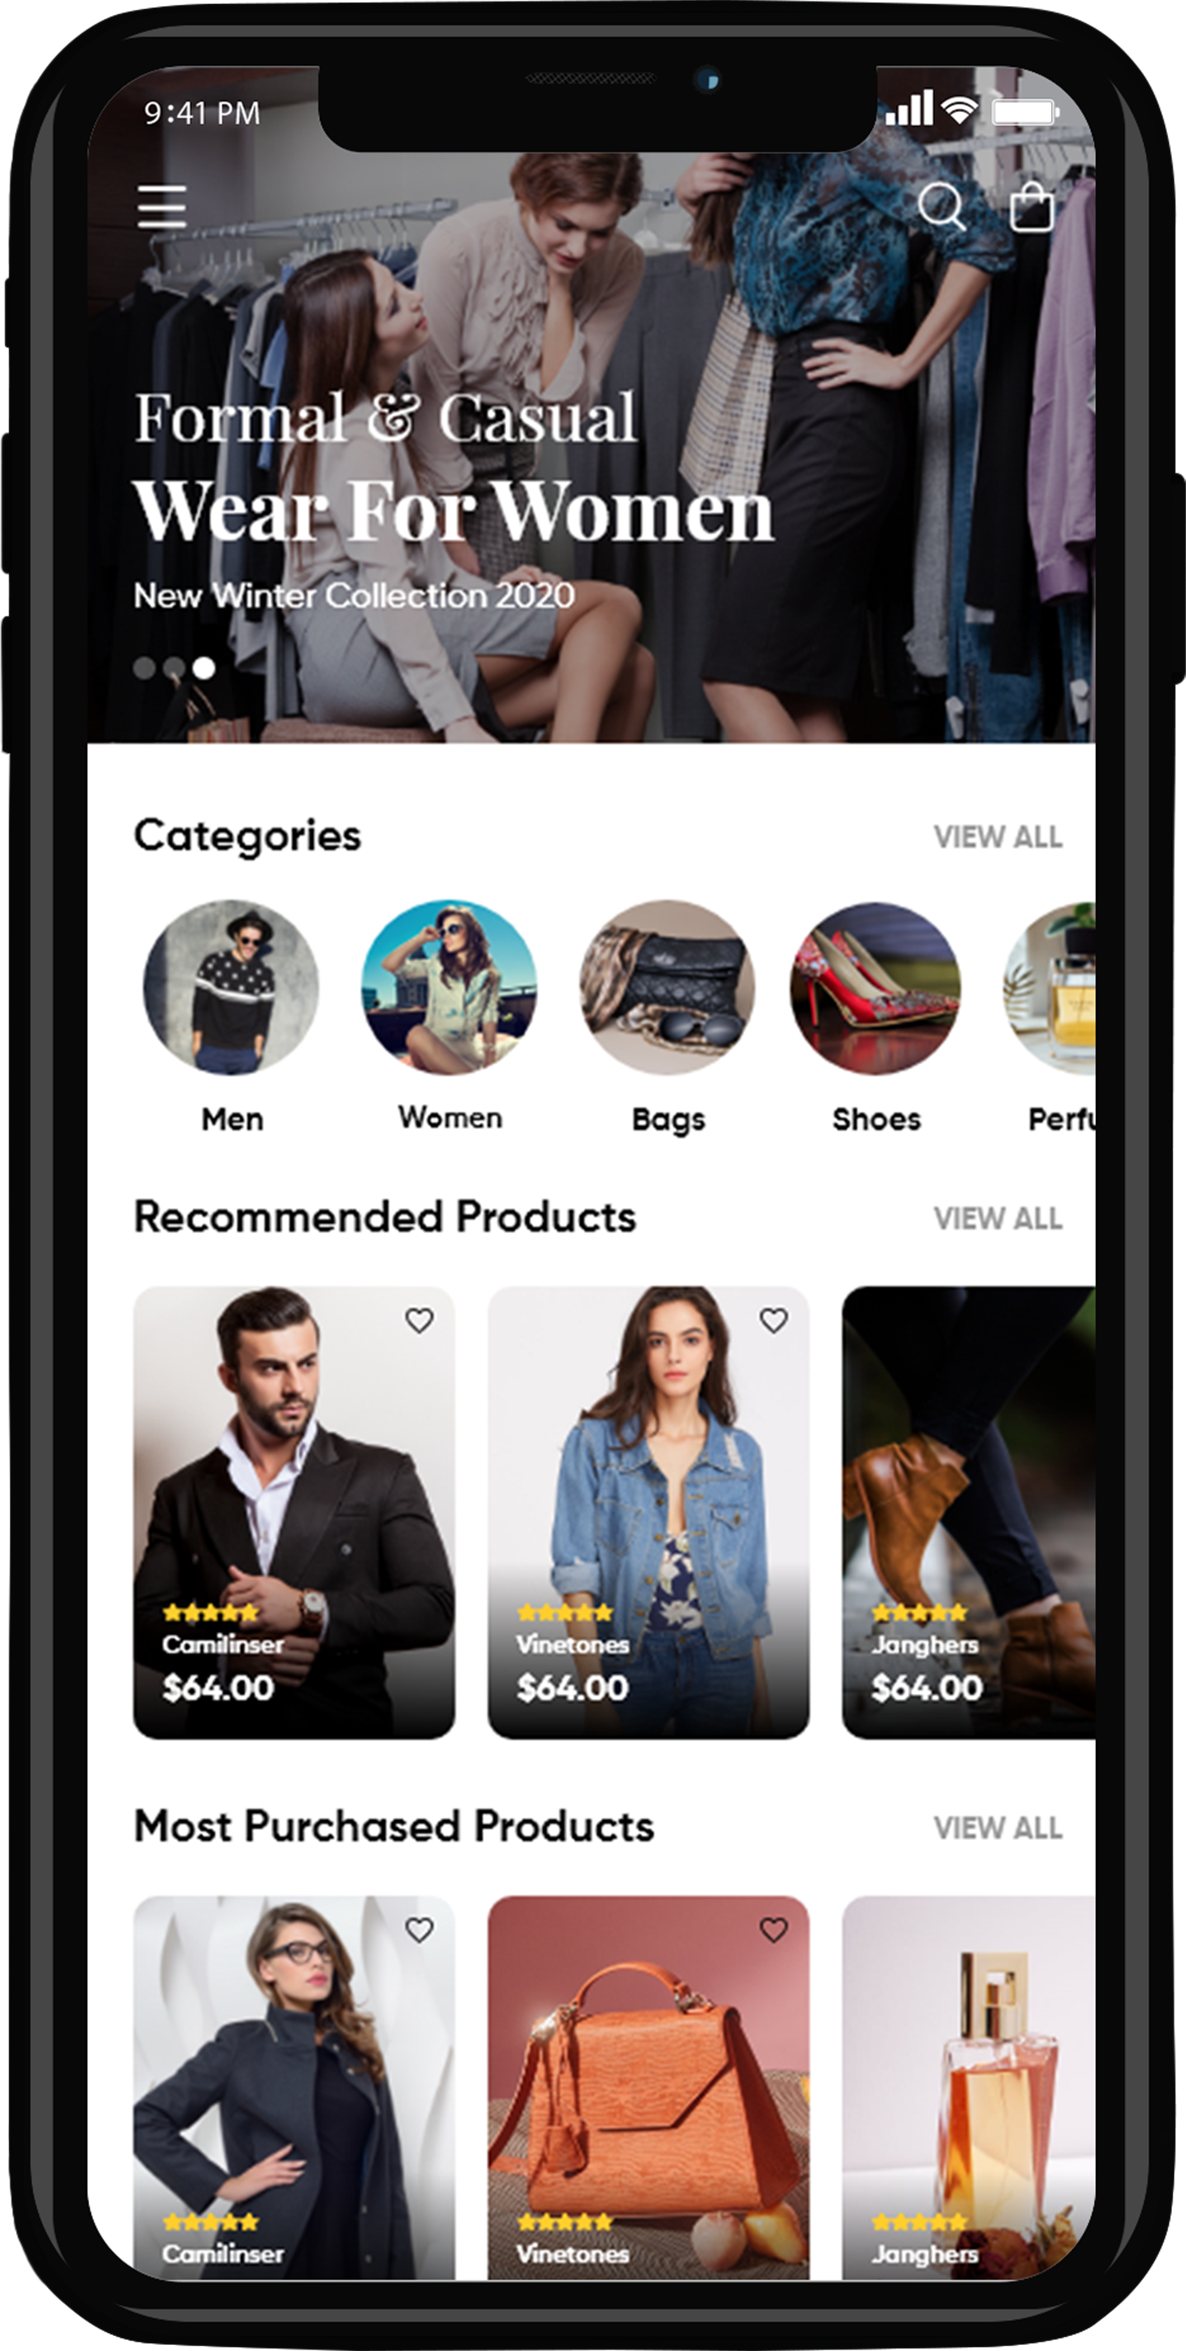 9:41 PM
Formal & Casual
Wear For Women
New Winter Collection 2020
Categories
VIEW ALL
Men
Women
Bags
Shoes
Perfu
Recommended Products
VIEW ALL
Camilinser
$64.00
Vinetones
$64.00
Janghers
$64.00
Most Purchased Products
VIEW ALL
Camilinser
Vinetones
Janghers